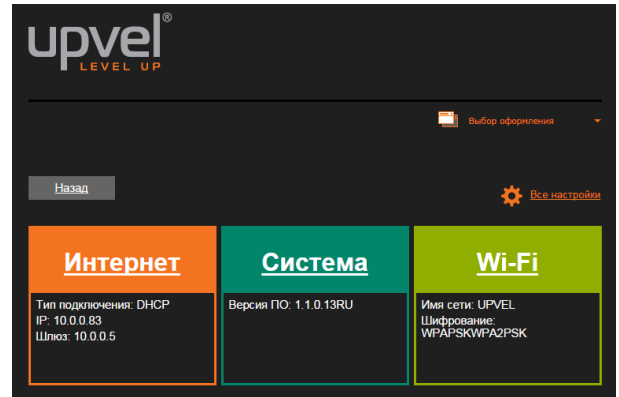 upvel®
LEVEL UP
Выбор оформления
Назад
Все настройки
Интернет
Система
Wi-Fi
Тип подключения: DHCP
IP: 10.0.0.83
Шлюз: 10.0.0.5
Версия ПО: 1.1.0.13RU
Имя сети: UPVEL
Шифрование:
WPAPSKWPA2PSK